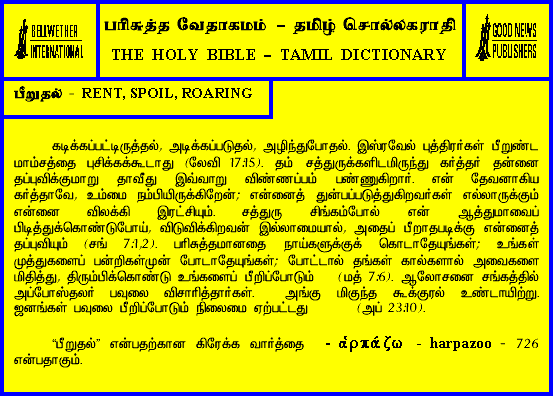 BELLWETHER
INTERNATIONAL
பரிசுத்த வேதாகமம் – தமிழ் சொல்லகராதி
THE HOLY BIBLE – TAMIL DICTIONARY
GOOD NEWS
PUBLISHERS
பீறுதல் - RENT, SPOIL, ROARING
கடிக்கப்பட்டிருத்தல், அடிக்கப்படுதல், அழிந்துபோதல். இஸ்ரவேல் புத்திரர்கள் பீறுண்ட
மாம்சத்தை புசிக்கக்கூடாது (லேவி 17:15). தம் சத்துருக்களிடமிருந்து கர்த்தர் தன்னை
தப்புவிக்குமாறு தாவீது இவ்வாறு விண்ணப்பம் பண்ணுகிறார். என் தேவனாகிய
கர்த்தாவே, உம்மை நம்பியிருக்கிறேன்; என்னைத் துன்பப்படுத்துகிறவர்கள் எல்லாருக்கும்
என்னை விலக்கி இரட்சியும். சத்துரு சிங்கம்போல் என் ஆத்துமாவைப்
பிடித்துக்கொண்டுபோய், விடுவிக்கிறவன் இல்லாமையால், அதைப் பீறாதபடிக்கு என்னைத்
தப்புவியும் (சங் 7:1,2). பரிசுத்தமானதை நாய்களுக்குக் கொடாதேயுங்கள்; உங்கள்
முத்துகளைப் பன்றிகள்முன் போடாதேயுங்கள்; போட்டால் தங்கள் கால்களால் அவைகளை
மிதித்து, திரும்பிக்கொண்டு உங்களைப் பீறிப்போடும் (மத் 7:6). ஆலோசனை சங்கத்தில்
அப்போஸ்தலர் பவுலை விசாரித்தார்கள். அங்கு மிகுந்த கூக்குரல் உண்டாயிற்று.
ஜனங்கள் பவுலை பீறிப்போடும் நிலைமை ஏற்பட்டது (அப் 23:10).
“பீறுதல்” என்பதற்கான கிரேக்க வார்த்தை - ἁρπάζω - harpazoo - 726
என்பதாகும்.